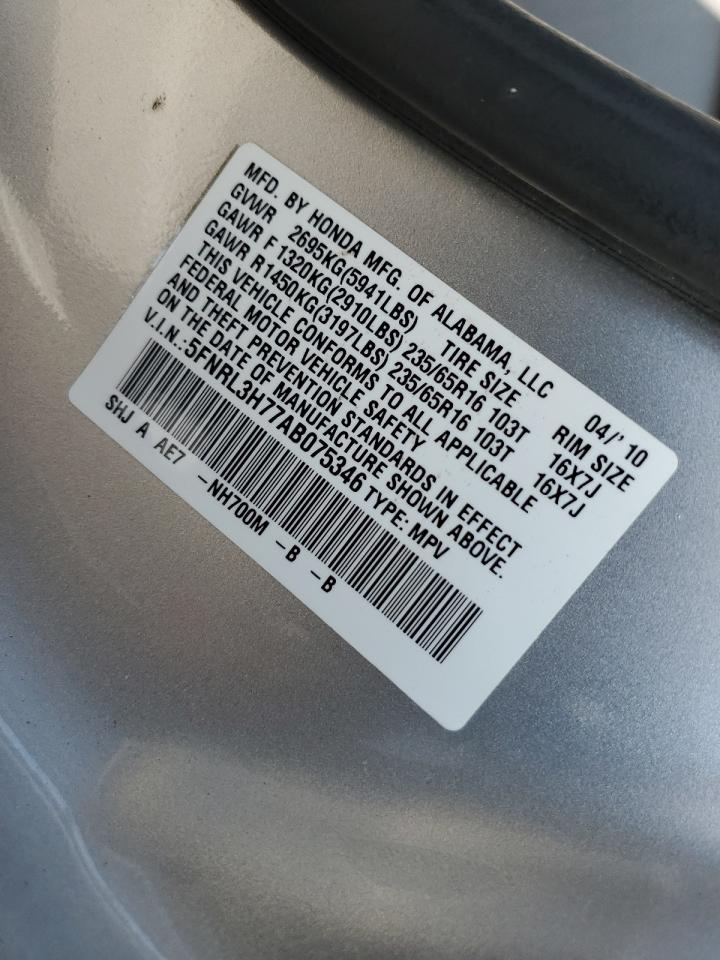 MFD. BY HONDA MFG. OF ALABAMA, LLC 04/'10
GVWR 2695KG(5941LBS) TIRE SIZE RIM SIZE
GAWR F 1320KG(2910LBS) 235/65R16 103T 16X7J
GAWR R1450KG(3197LBS) 235/65R16 103T 16X7J
THIS VEHICLE CONFORMS TO ALL APPLICABLE
FEDERAL MOTOR VEHICLE SAFETY
AND THEFT PREVENTION STANDARDS IN EFFECT
ON THE DATE OF MANUFACTURE SHOWN ABOVE.
V.I.N.:5FNRL3H77AB075346 TYPE: MPV
SHJ A AE7 -NH700M -B -B